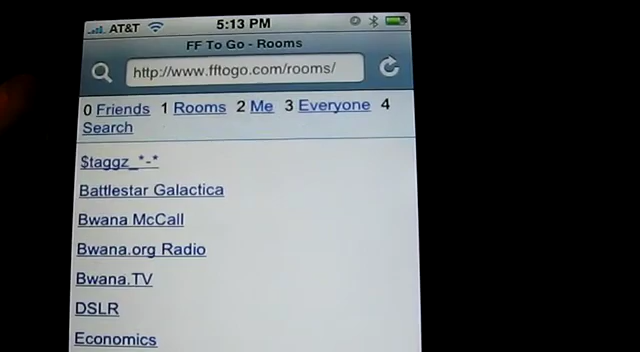 AT&T 5:13 PM
FF To Go - Rooms
http://www.fftogo.com/rooms/
0 Friends 1 Rooms 2 Me 3 Everyone 4
Search
$taggz_*-*
Battlestar Galactica
Bwana McCall
Bwana.org Radio
Bwana.TV
DSLR
Economics